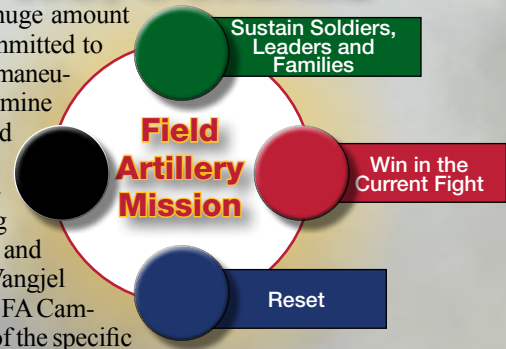 huge amount
mmitted to
maneu-
mine
d
g
and
Vangjel
FA Cam-
of the specific
Sustain Soldiers,
Leaders and
Families
Field
Artillery
Mission
Win in the
Current Fight
Reset